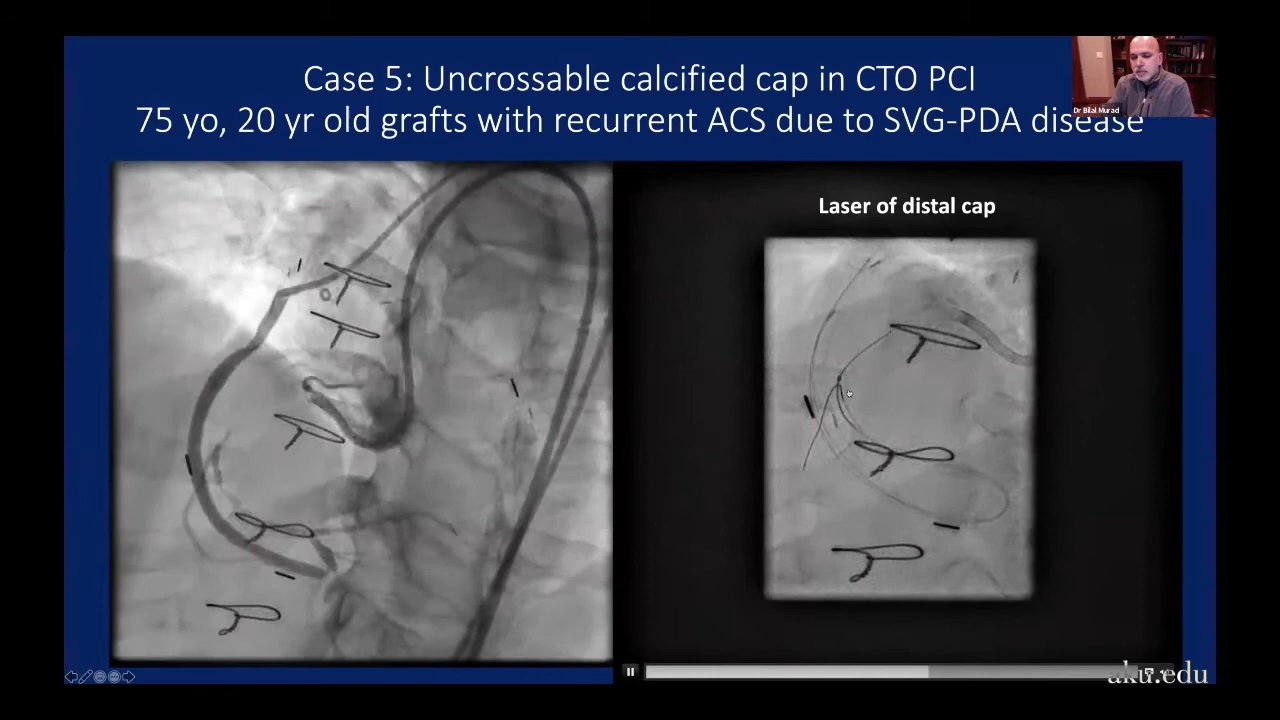 Case 5: Uncrossable calcified cap in CTO PCI
75 yo, 20 yr old grafts with recurrent ACS due to SVG-PDA disease
Dr Bilal Murad
Laser of distal cap
aku.edu